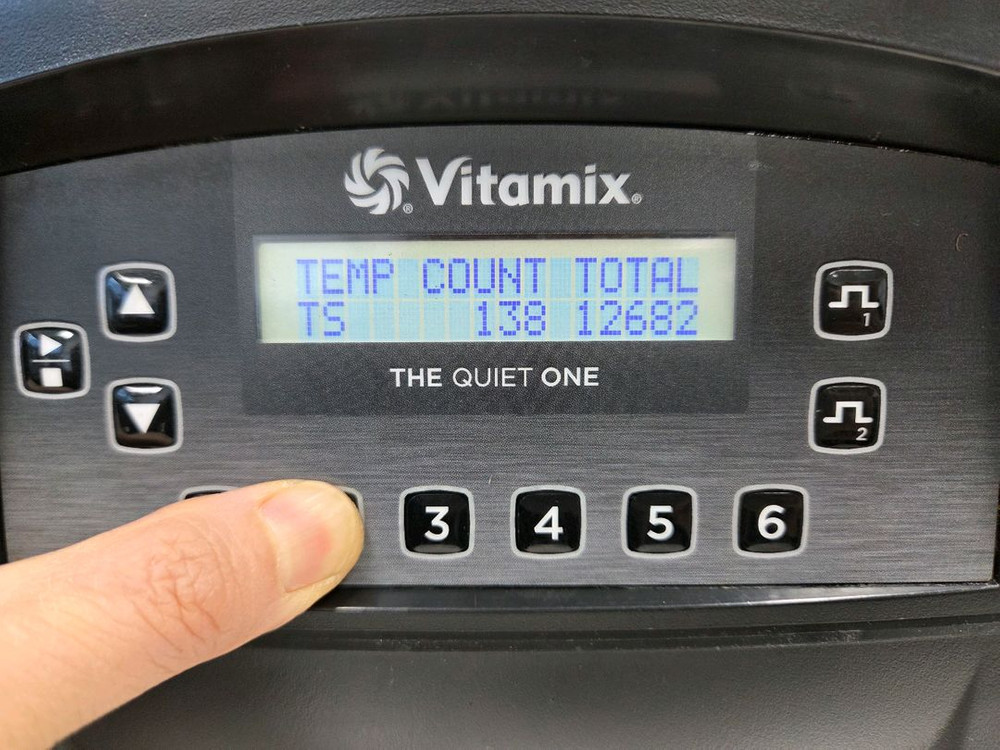 Vitamix®
TEMP COUNT TOTAL
TS 138 12682
THE QUIET ONE
1
2
3 4 5 6